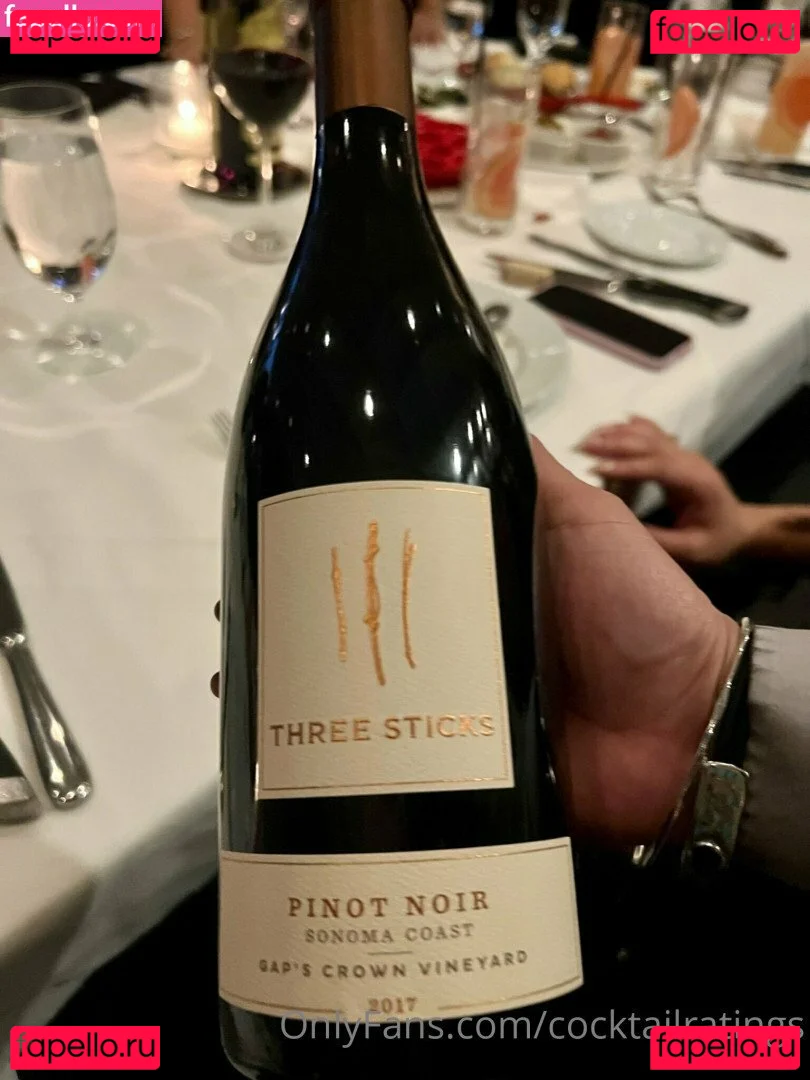 fapello.ru
fapello.ru
THREE STICKS
PINOT NOIR
SONOMA COAST
GAP'S CROWN VINEYARD
2017
OnlyFans.com/cocktailratings
fapello.ru
fapello.ru